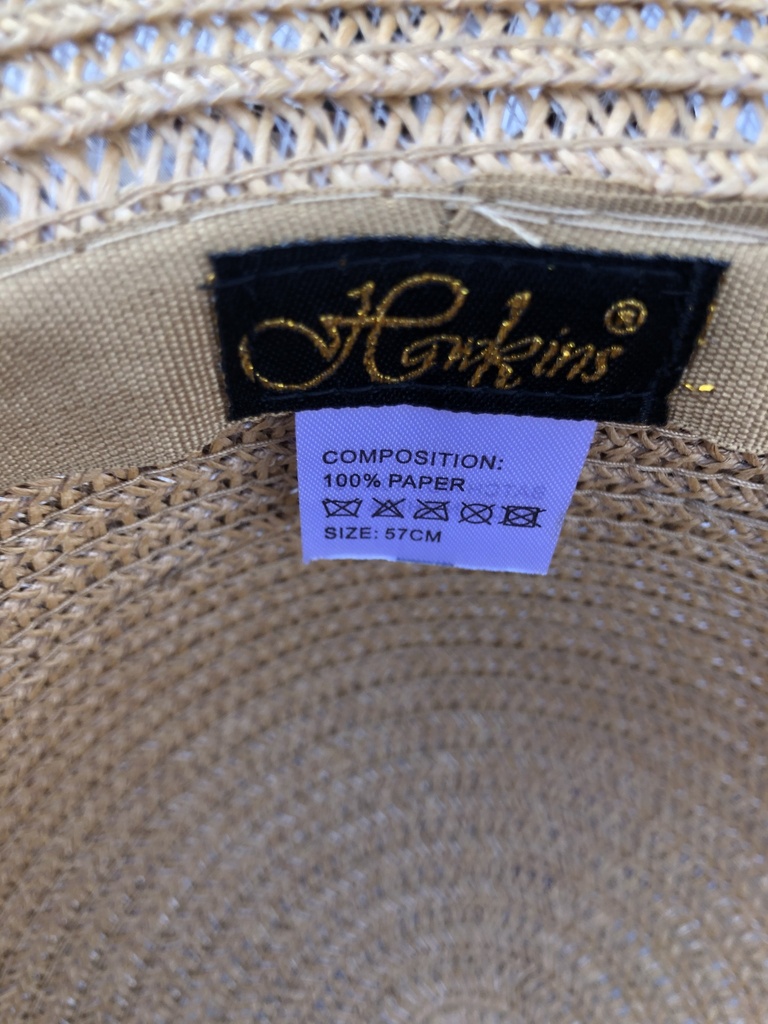 Hawkins®
COMPOSITION:
100% PAPER
SIZE: 57CM